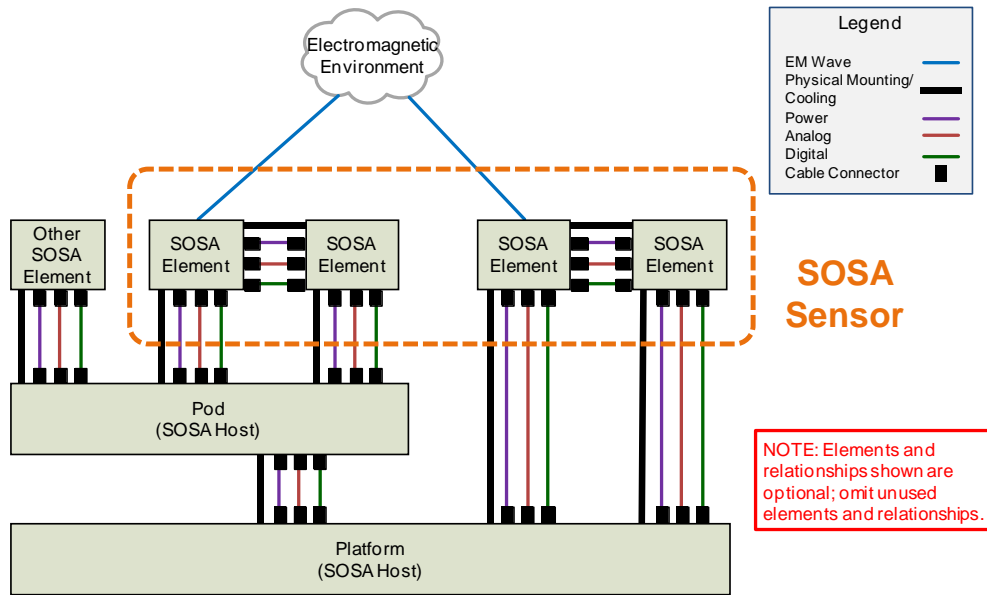 Electromagnetic
Environment
Legend
EM Wave
Physical Mounting/
Cooling
Power
Analog
Digital
Cable Connector
Other
SOSA
Element
SOSA
Element
SOSA
Element
SOSA
Element
SOSA
Element
SOSA
Sensor
Pod
(SOSA Host)
NOTE: Elements and
relationships shown are
optional; omit unused
elements and relationships.
Platform
(SOSA Host)